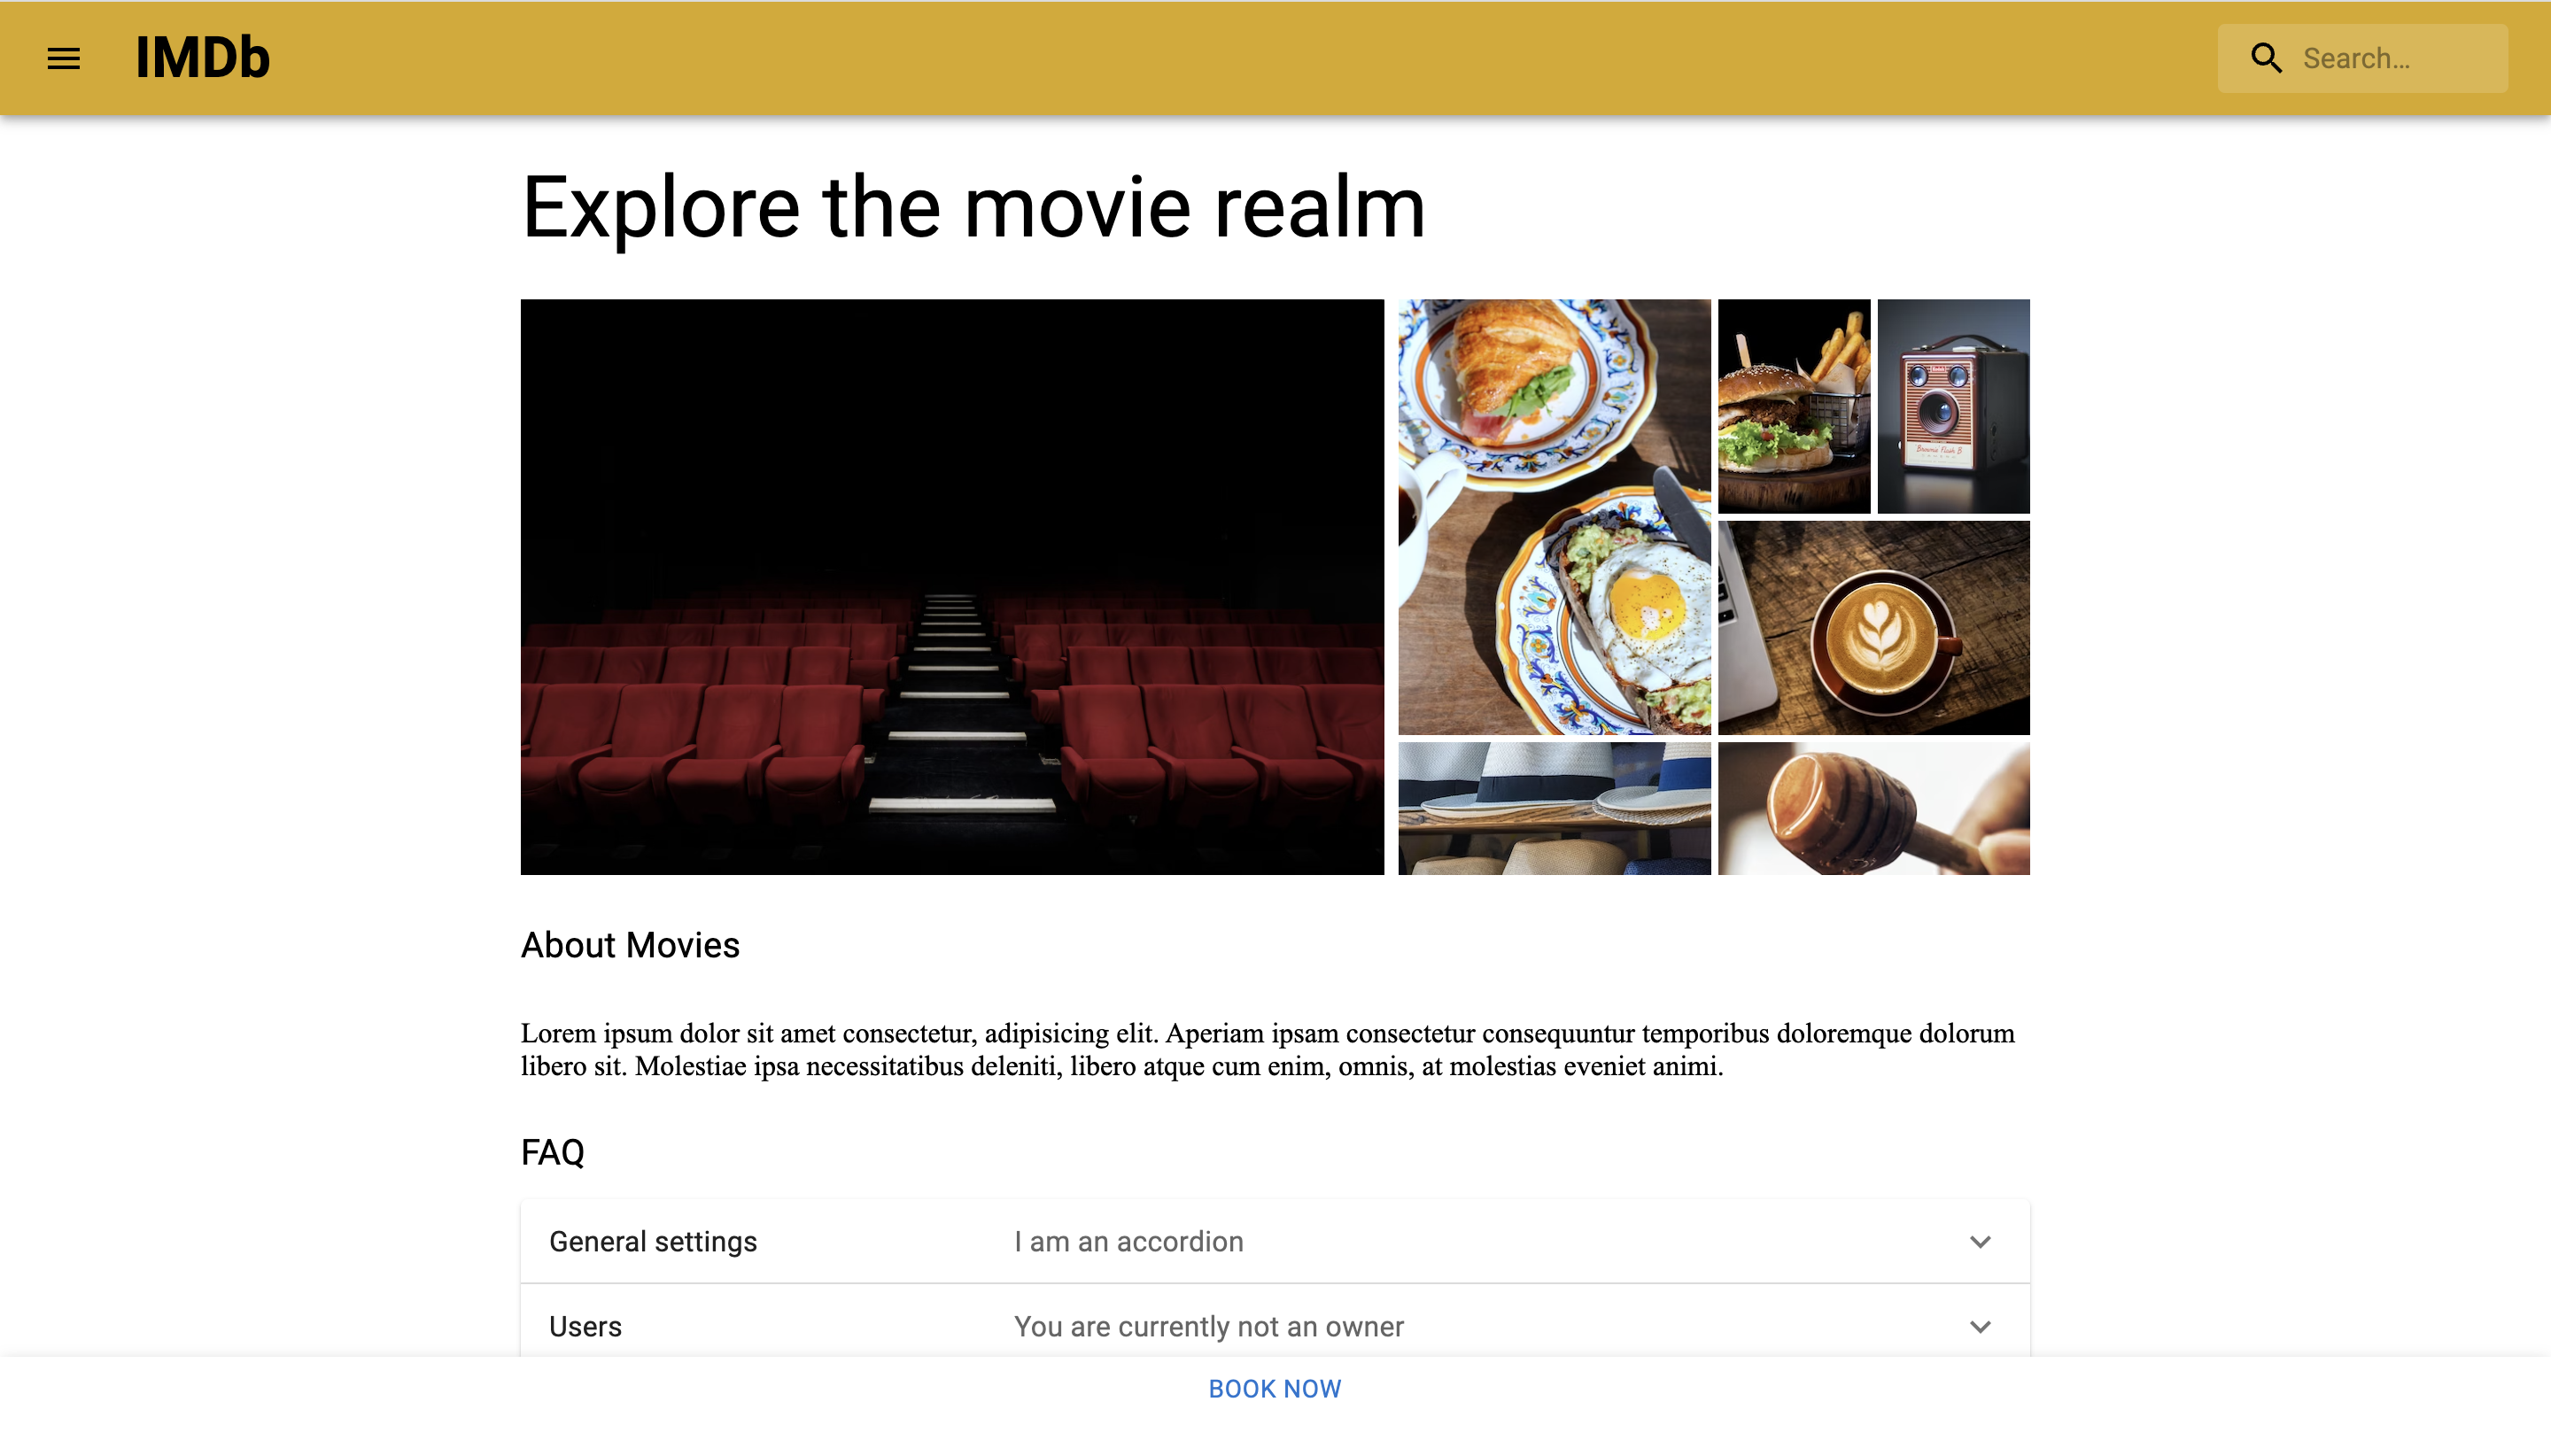 IMDb
Search…
Explore the movie realm
Brownie Flash B
About Movies
Lorem ipsum dolor sit amet consectetur, adipisicing elit. Aperiam ipsam consectetur consequuntur temporibus doloremque dolorum
libero sit. Molestiae ipsa necessitatibus deleniti, libero atque cum enim, omnis, at molestias eveniet animi.
FAQ
General settings I am an accordion
Users You are currently not an owner
BOOK NOW